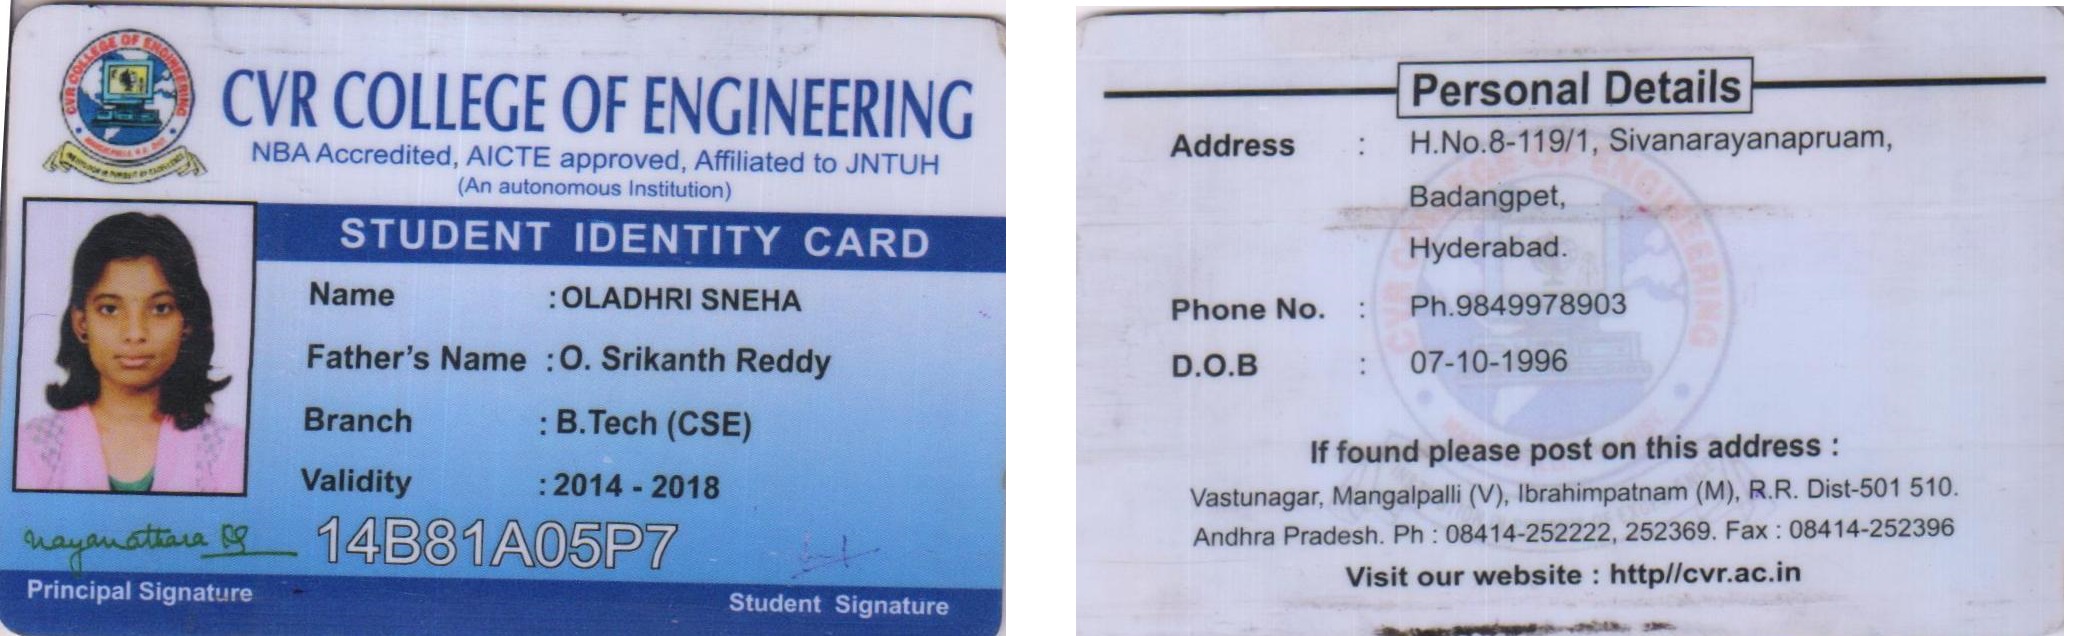 CVR COLLEGE OF ENGINEERING
CVR COLLEGE OF ENGINEERING
NBA Accredited, AICTE approved, Affiliated to JNTUH
(An autonomous Institution)
STUDENT IDENTITY CARD
Name : OLADHRI SNEHA
Father's Name : O. Srikanth Reddy
Branch : B.Tech (CSE)
Validity : 2014 - 2018
nayanathara
14B81A05P7
Principal Signature
Student Signature
Personal Details
Address : H.No.8-119/1, Sivanarayanapruam,
Badangpet,
Hyderabad.
Phone No. : Ph.9849978903
D.O.B : 07-10-1996
CVR COLLEGE OF ENGINEERING
If found please post on this address :
Vastunagar, Mangalpalli (V), Ibrahimpatnam (M), R.R. Dist-501 510.
Andhra Pradesh. Ph : 08414-252222, 252369. Fax : 08414-252396
Visit our website : http//cvr.ac.in